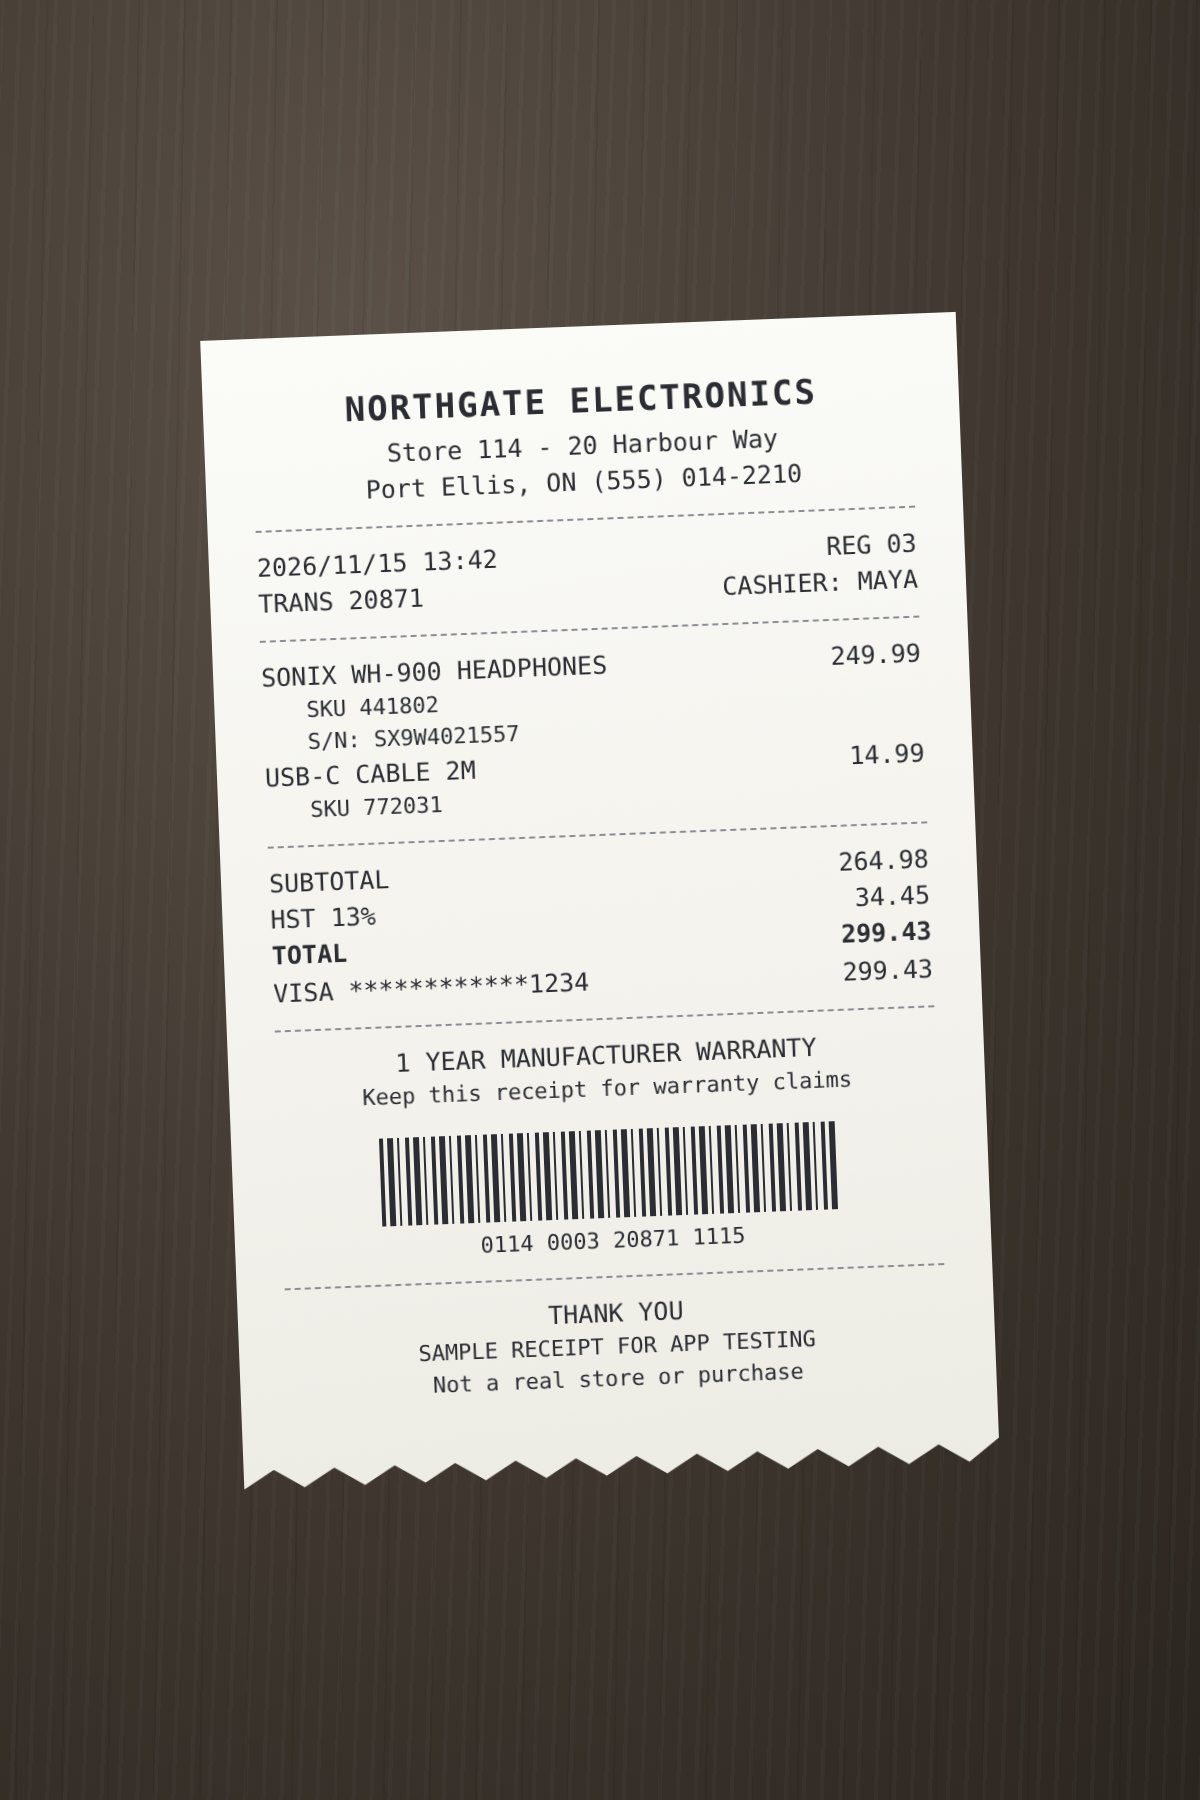 NORTHGATE ELECTRONICS
Store 114 - 20 Harbour Way
Port Ellis, ON (555) 014-2210
2026/11/15 13:42 REG 03
TRANS 20871 CASHIER: MAYA
SONIX WH-900 HEADPHONES 249.99
SKU 441802
S/N: SX9W4021557
USB-C CABLE 2M 14.99
SKU 772031
SUBTOTAL 264.98
HST 13% 34.45
TOTAL 299.43
VISA ************1234 299.43
1 YEAR MANUFACTURER WARRANTY
Keep this receipt for warranty claims
0114 0003 20871 1115
THANK YOU
SAMPLE RECEIPT FOR APP TESTING
Not a real store or purchase